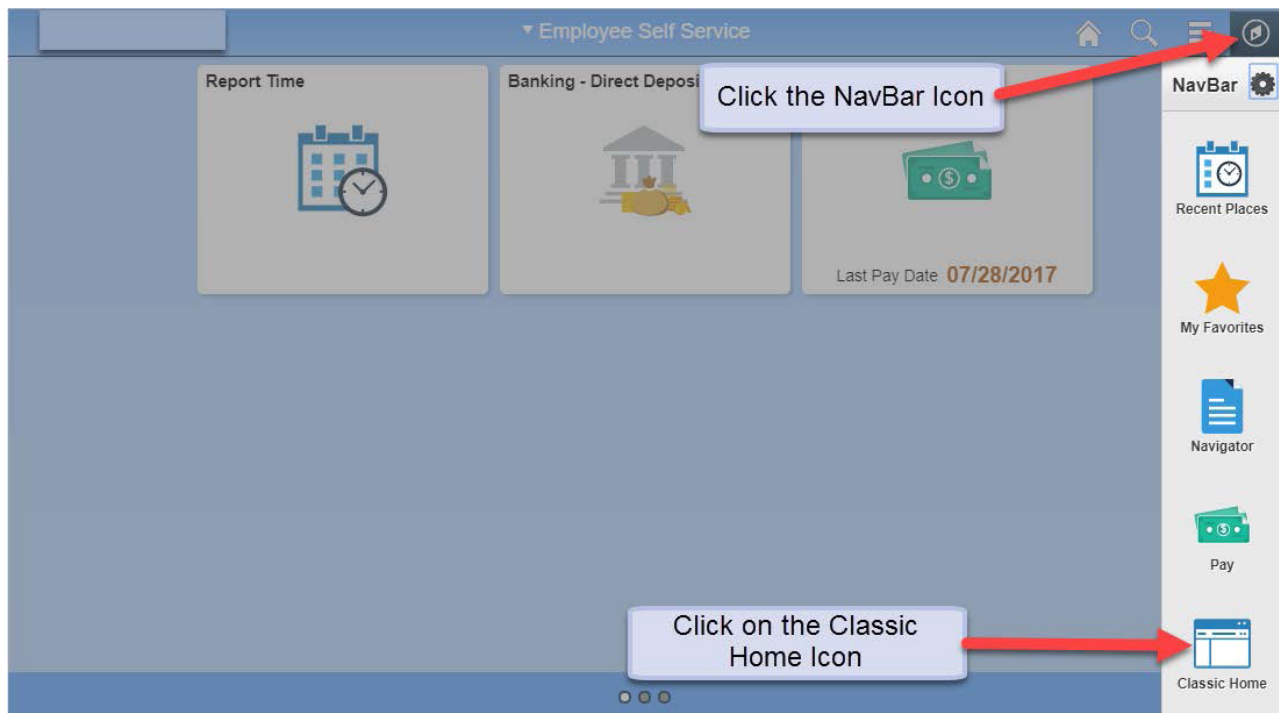 ▾ Employee Self Service
Report Time
Banking - Direct Deposi
Click the NavBar Icon
NavBar
Recent Places
Last Pay Date 07/28/2017
My Favorites
Navigator
Pay
Click on the Classic
Home Icon
Classic Home